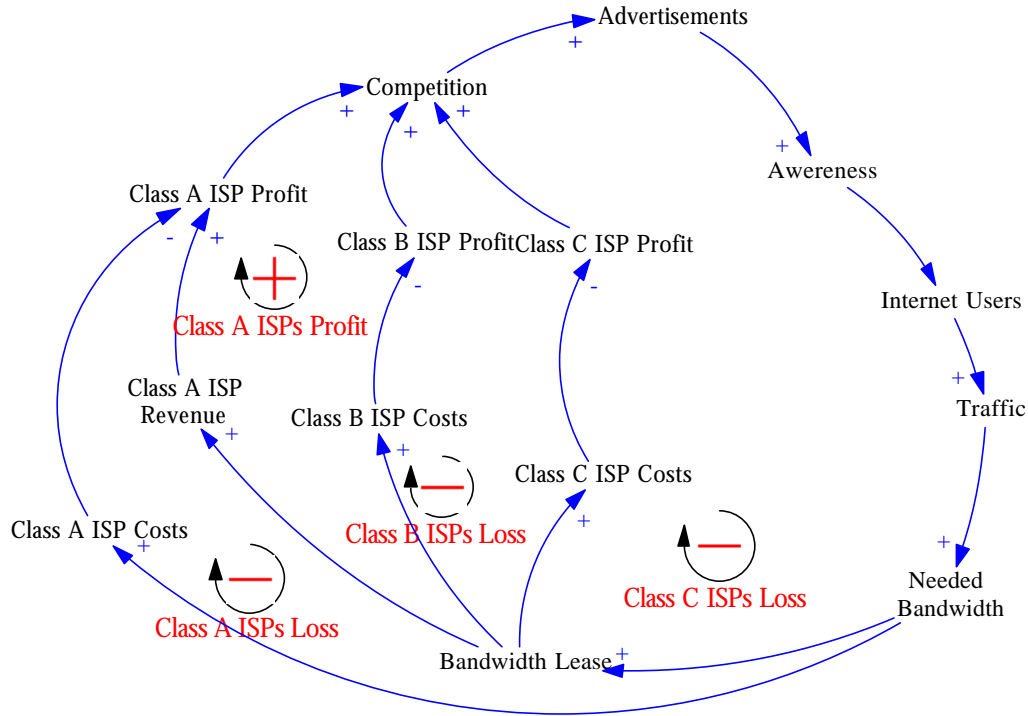 Advertisements
+
Competition
+
+
+
+
Awereness
Class A ISP Profit
-
+
Class B ISP Profit
Class C ISP Profit
-
-
Internet Users
Class A ISPs Profit
+
Class A ISP
Revenue
+
Class B ISP Costs
+
Traffic
Class C ISP Costs
+
Class B ISPs Loss
Class A ISP Costs
+
+
Needed
Bandwidth
Class C ISPs Loss
Class A ISPs Loss
Bandwidth Lease
+